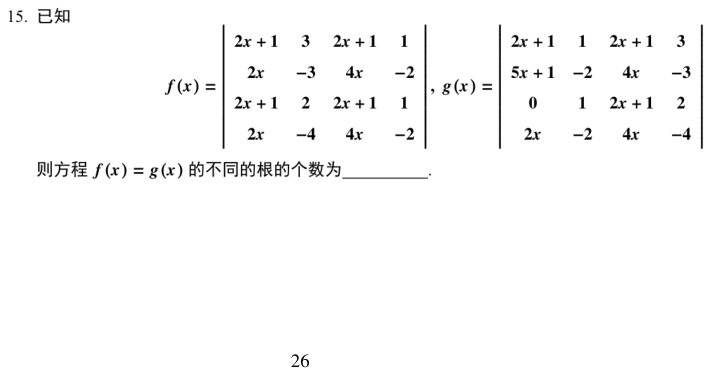 15. 已知
f(x) = | 2x + 1 3 2x + 1 1 | , g(x) = | 2x + 1 1 2x + 1 3 |
| 2x −3 4x −2 | | 5x + 1 −2 4x −3 |
| 2x + 1 2 2x + 1 1 | | 0 1 2x + 1 2 |
| 2x −4 4x −2 | | 2x −2 4x −4 |
则方程 f(x) = g(x) 的不同的根的个数为__________.
26